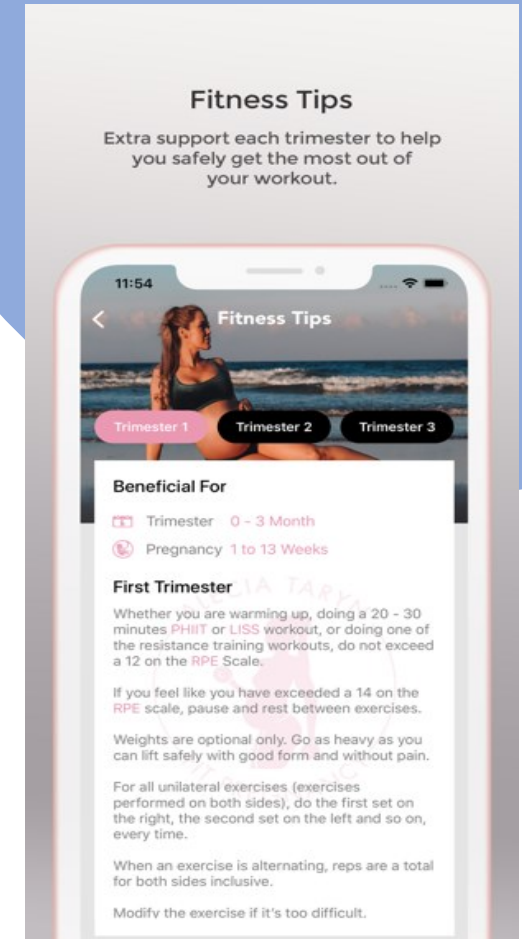 Fitness Tips
Extra support each trimester to help
you safely get the most out of
your workout.
11:54
Fitness Tips
Trimester 1 Trimester 2 Trimester 3
Beneficial For
Trimester 0 - 3 Month
Pregnancy 1 to 13 Weeks
First Trimester
Whether you are warming up, doing a 20 - 30
minutes PHIIT or LISS workout, or doing one of
the resistance training workouts, do not exceed
a 12 on the RPE Scale.
If you feel like you have exceeded a 14 on the
RPE scale, pause and rest between exercises.
Weights are optional only. Go as heavy as you
can lift safely with good form and without pain.
For all unilateral exercises (exercises
performed on both sides), do the first set on
the right, the second set on the left and so on,
every time.
When an exercise is alternating, reps are a total
for both sides inclusive.
Modify the exercise if it's too difficult.